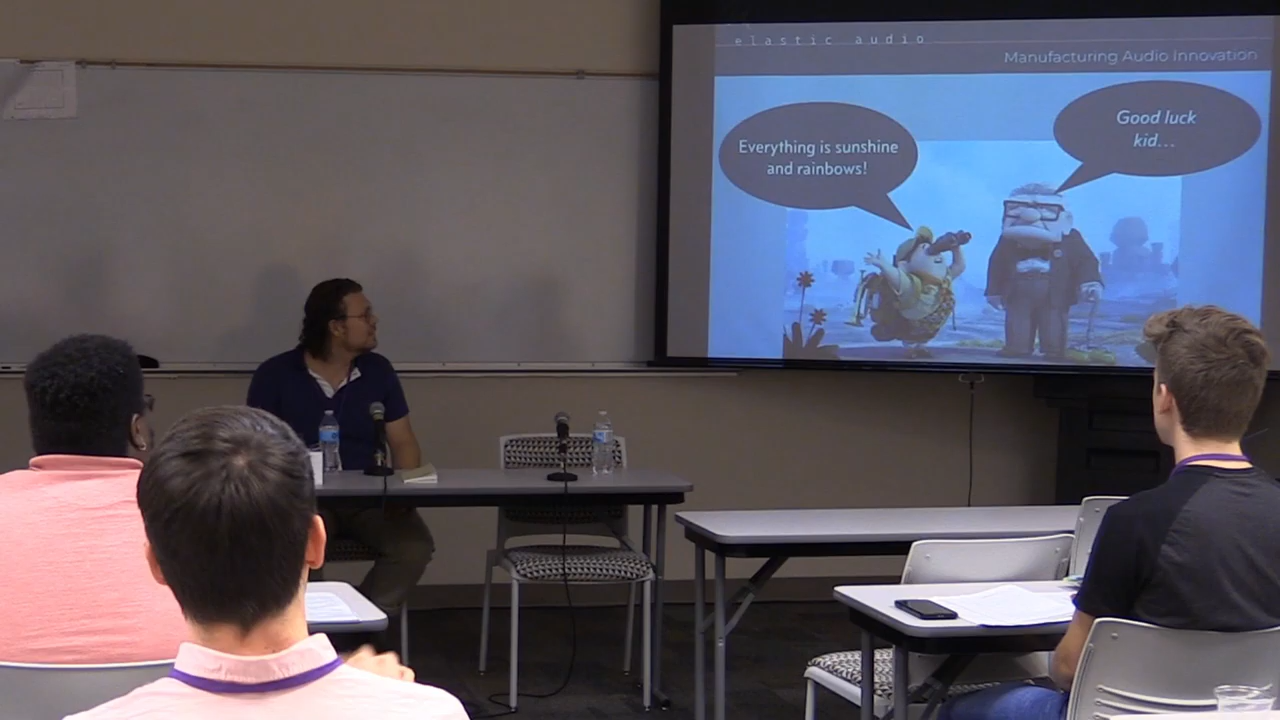 elastic audio
Manufacturing Audio Innovation
Everything is sunshine
and rainbows!
Good luck
kid...